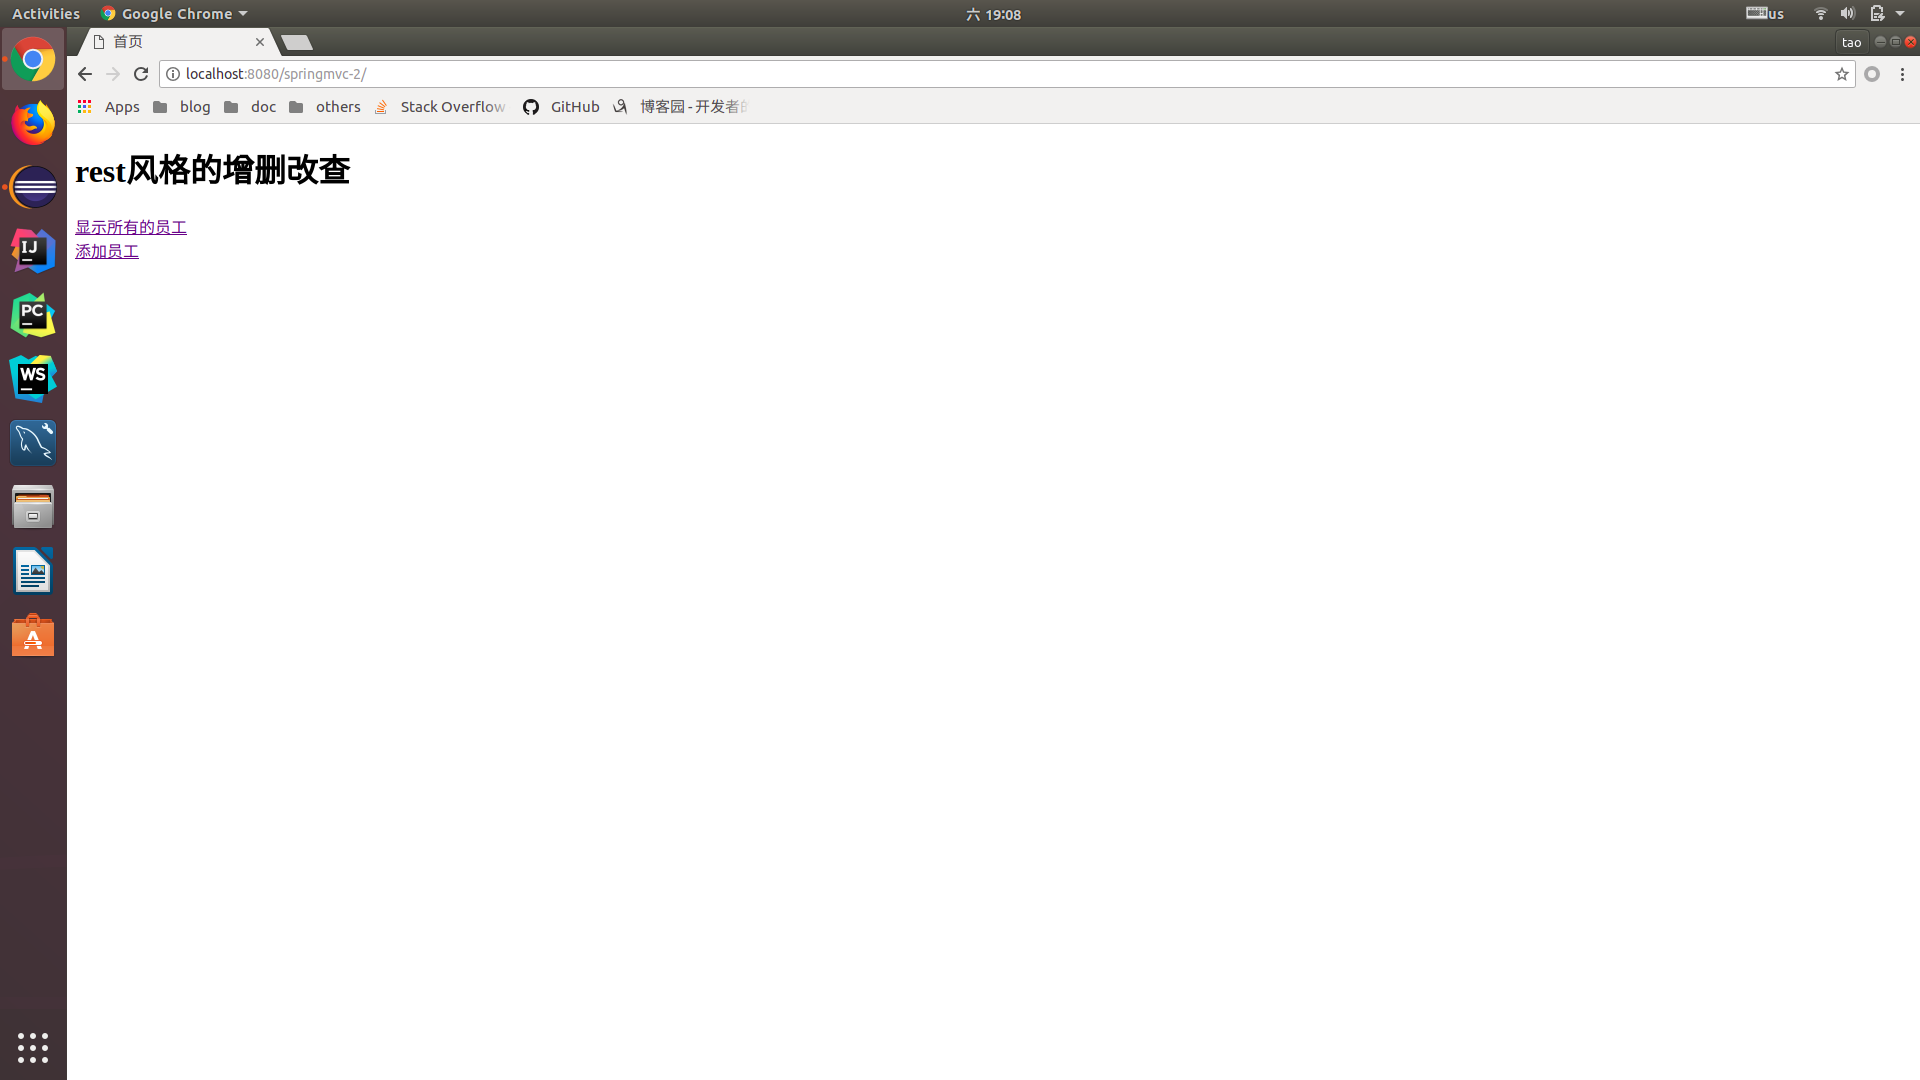 Activities Google Chrome 六 19:08 us
首页 tao
localhost:8080/springmvc-2/
Apps blog doc others Stack Overflow GitHub 博客园 - 开发者的
rest风格的增删改查
显示所有的员工
添加员工
IJ
PC
WS